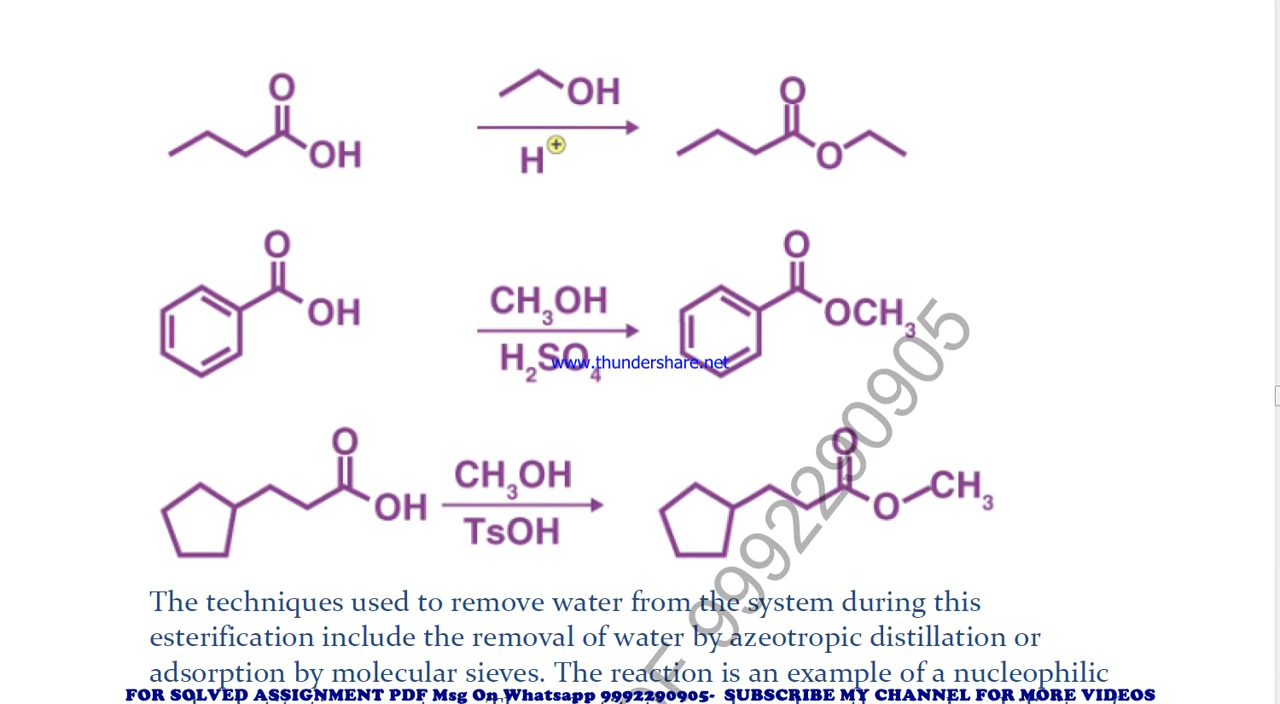 O
OH
OH
H⊕
O
O
O
OH
CH₃OH
H₂SO₄
O
OCH₃
www.thundershare.net
O
OH
CH₃OH
TsOH
O
O
CH₃
9992290905
The techniques used to remove water from the system during this
esterification include the removal of water by azeotropic distillation or
adsorption by molecular sieves. The reaction is an example of a nucleophilic
FOR SOLVED ASSIGNMENT PDF Msg On Whatsapp 9992290905- SUBSCRIBE MY CHANNEL FOR MORE VIDEOS